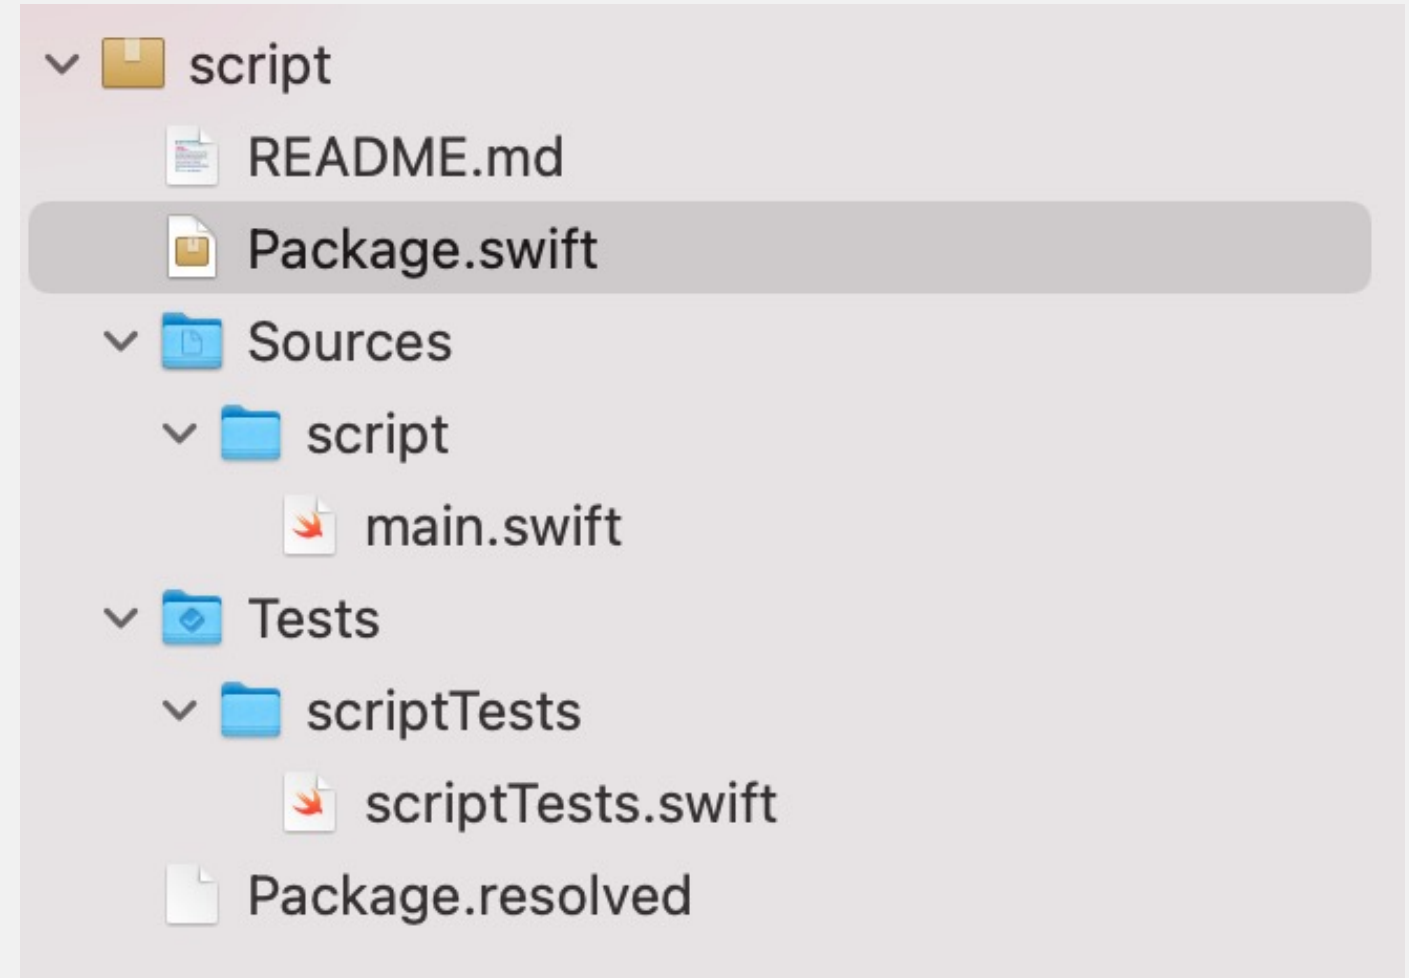 script
README.md
Package.swift
Sources
script
main.swift
Tests
scriptTests
scriptTests.swift
Package.resolved